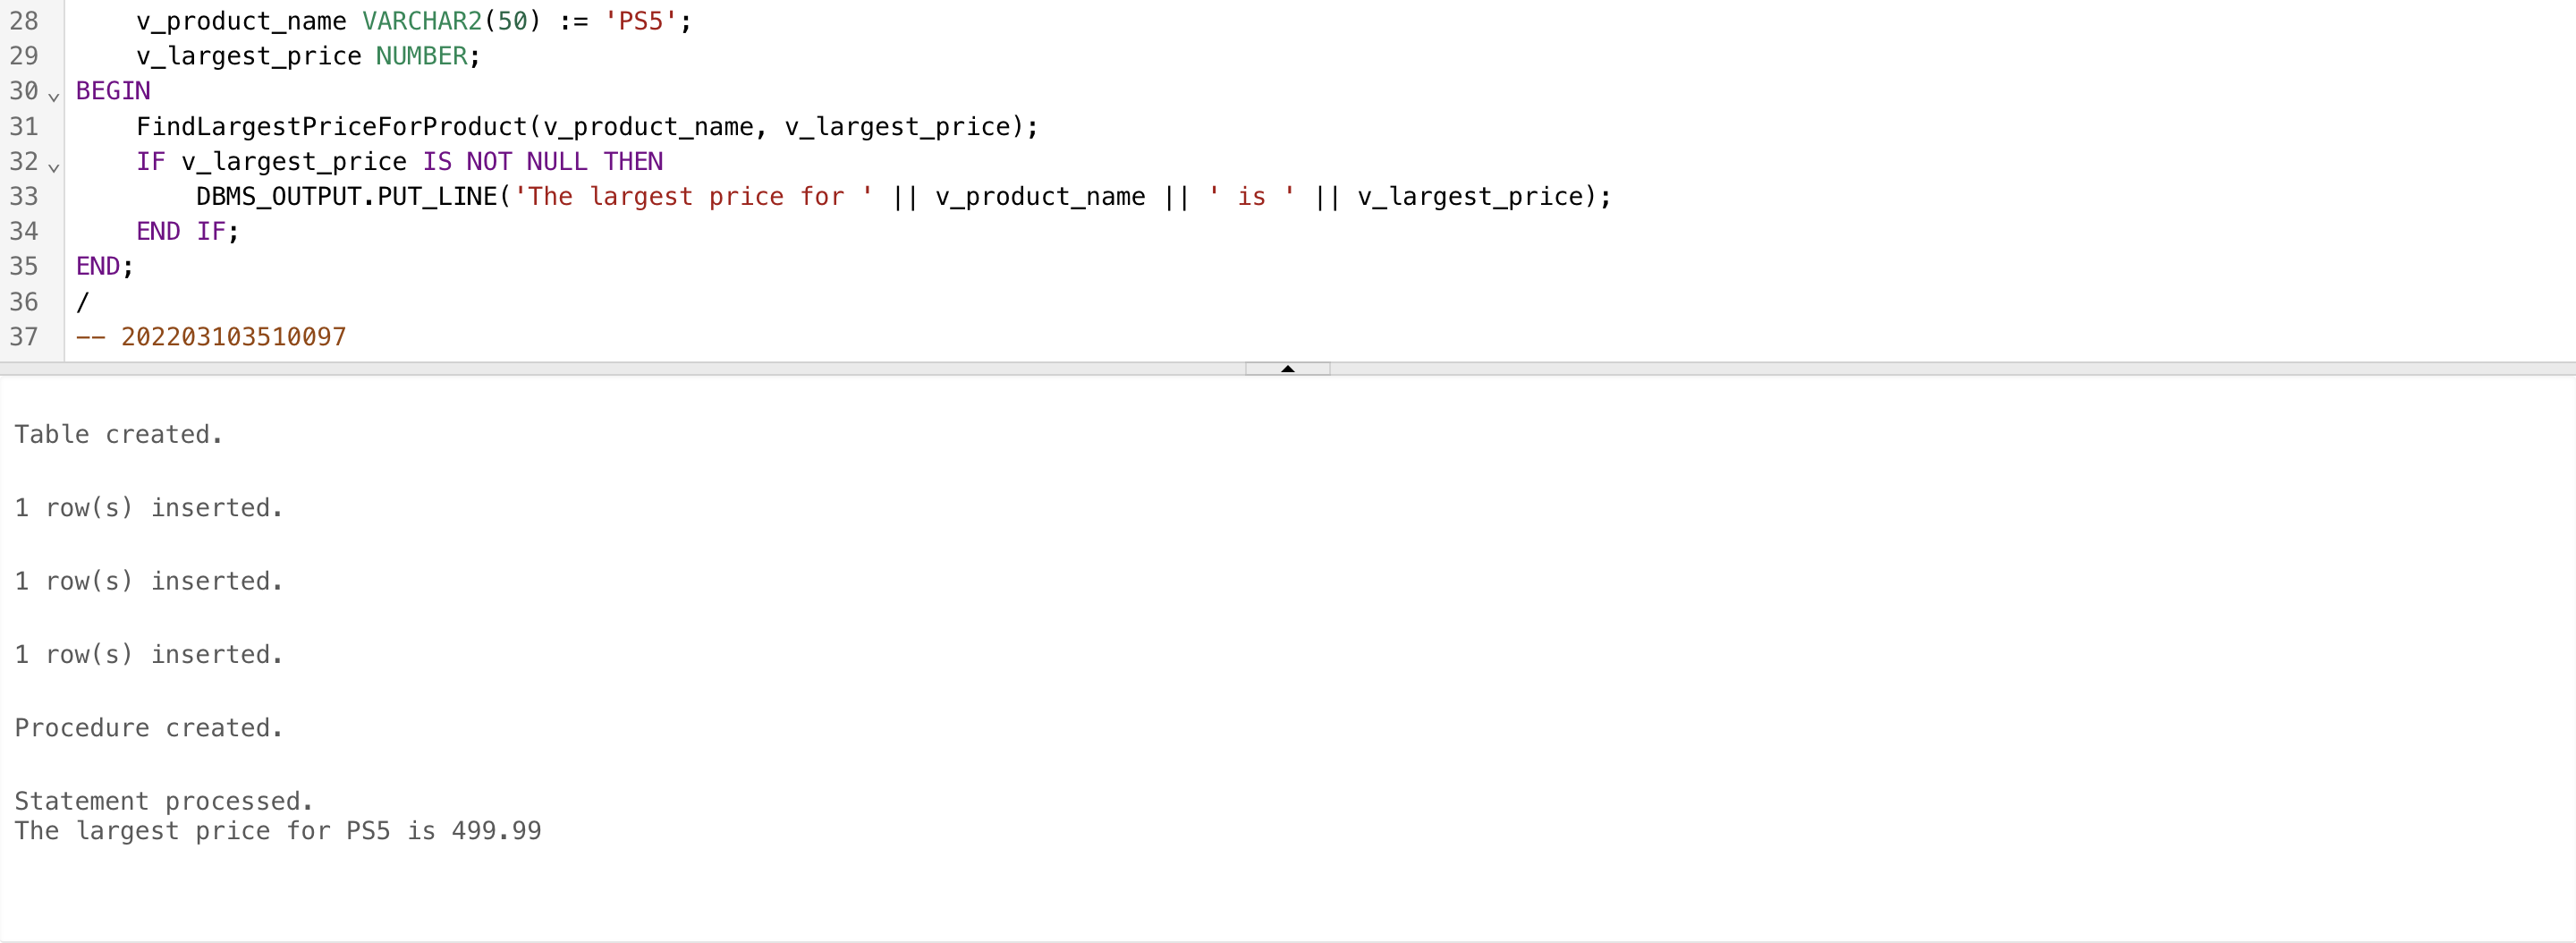 28 v_product_name VARCHAR2(50) := 'PS5';
29 v_largest_price NUMBER;
30 BEGIN
31 FindLargestPriceForProduct(v_product_name, v_largest_price);
32 IF v_largest_price IS NOT NULL THEN
33 DBMS_OUTPUT.PUT_LINE('The largest price for ' || v_product_name || ' is ' || v_largest_price);
34 END IF;
35 END;
36 /
37 -- 202203103510097
Table created.
1 row(s) inserted.
1 row(s) inserted.
1 row(s) inserted.
Procedure created.
Statement processed.
The largest price for PS5 is 499.99